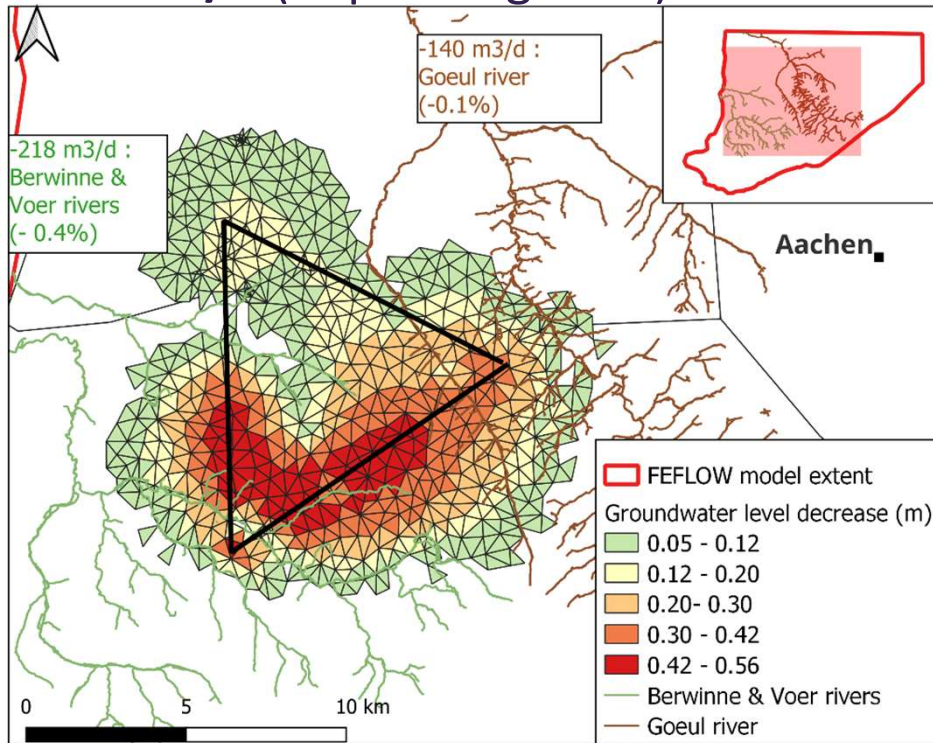 -140 m3/d :
Goeul river
(-0.1%)
-218 m3/d :
Berwinne &
Voer rivers
(- 0.4%)
Aachen
FEFLOW model extent
Groundwater level decrease (m)
0.05 - 0.12
0.12 - 0.20
0.20- 0.30
0.30 - 0.42
0.42 - 0.56
Berwinne & Voer rivers
Goeul river
0 5 10 km